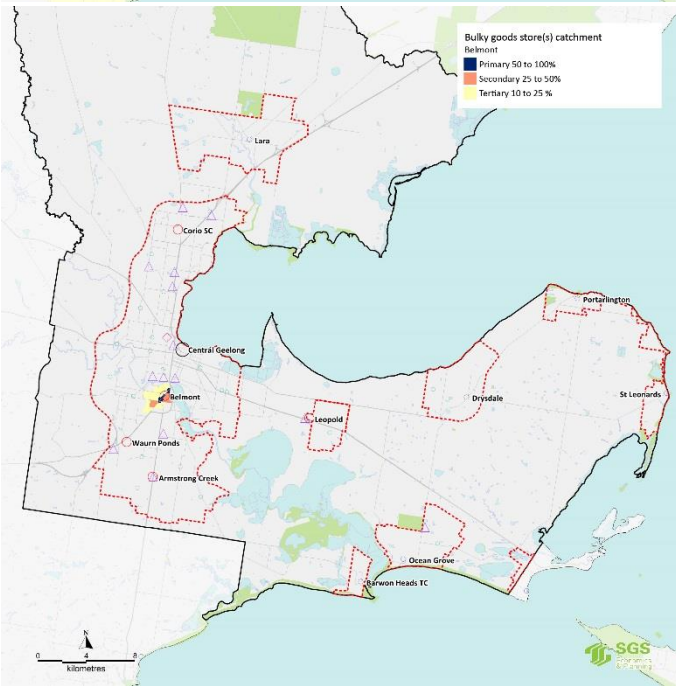 Bulky goods store(s) catchment
Belmont
Primary 50 to 100%
Secondary 25 to 50%
Tertiary 10 to 25 %
Lara
Corio SC
Portarlington
Central Geelong
Belmont
Drysdale
St Leonards
Leopold
Waurn Ponds
Armstrong Creek
Ocean Grove
Barwon Heads TC
N
0 4 8
kilometres
SGS
Economics
& Planning